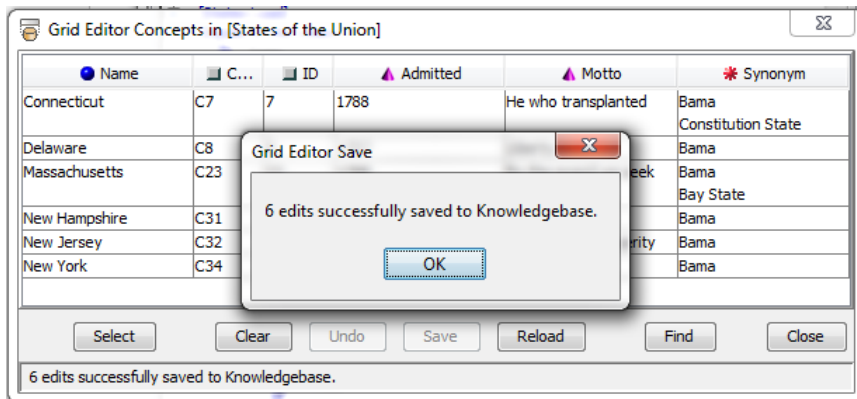 Grid Editor Concepts in [States of the Union]
Name C... ID Admitted Motto Synonym
Connecticut C7 7 1788 He who transplanted Bama
Constitution State
Delaware C8 Bama
Massachusetts C23 eek Bama
Bay State
New Hampshire C31 Bama
New Jersey C32 erity Bama
New York C34 Bama
Grid Editor Save
6 edits successfully saved to Knowledgebase.
OK
Select Clear Undo Save Reload Find Close
6 edits successfully saved to Knowledgebase.